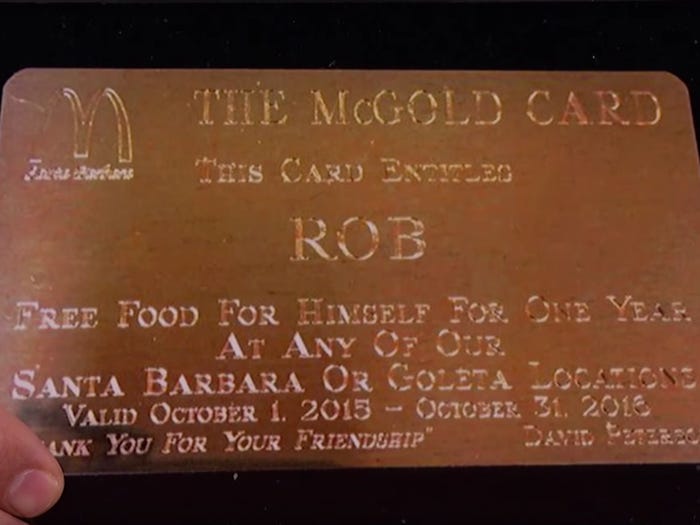 THE McGOLD CARD
THIS CARD ENTITLES
ROB
FREE FOOD FOR HIMSELF FOR ONE YEAR
AT ANY OF OUR
SANTA BARBARA OR GOLETA LOCATIONS
VALID OCTOBER 1, 2015 – OCTOBER 31, 2016
YOU FOR YOUR FRIENDSHIP" DAVID